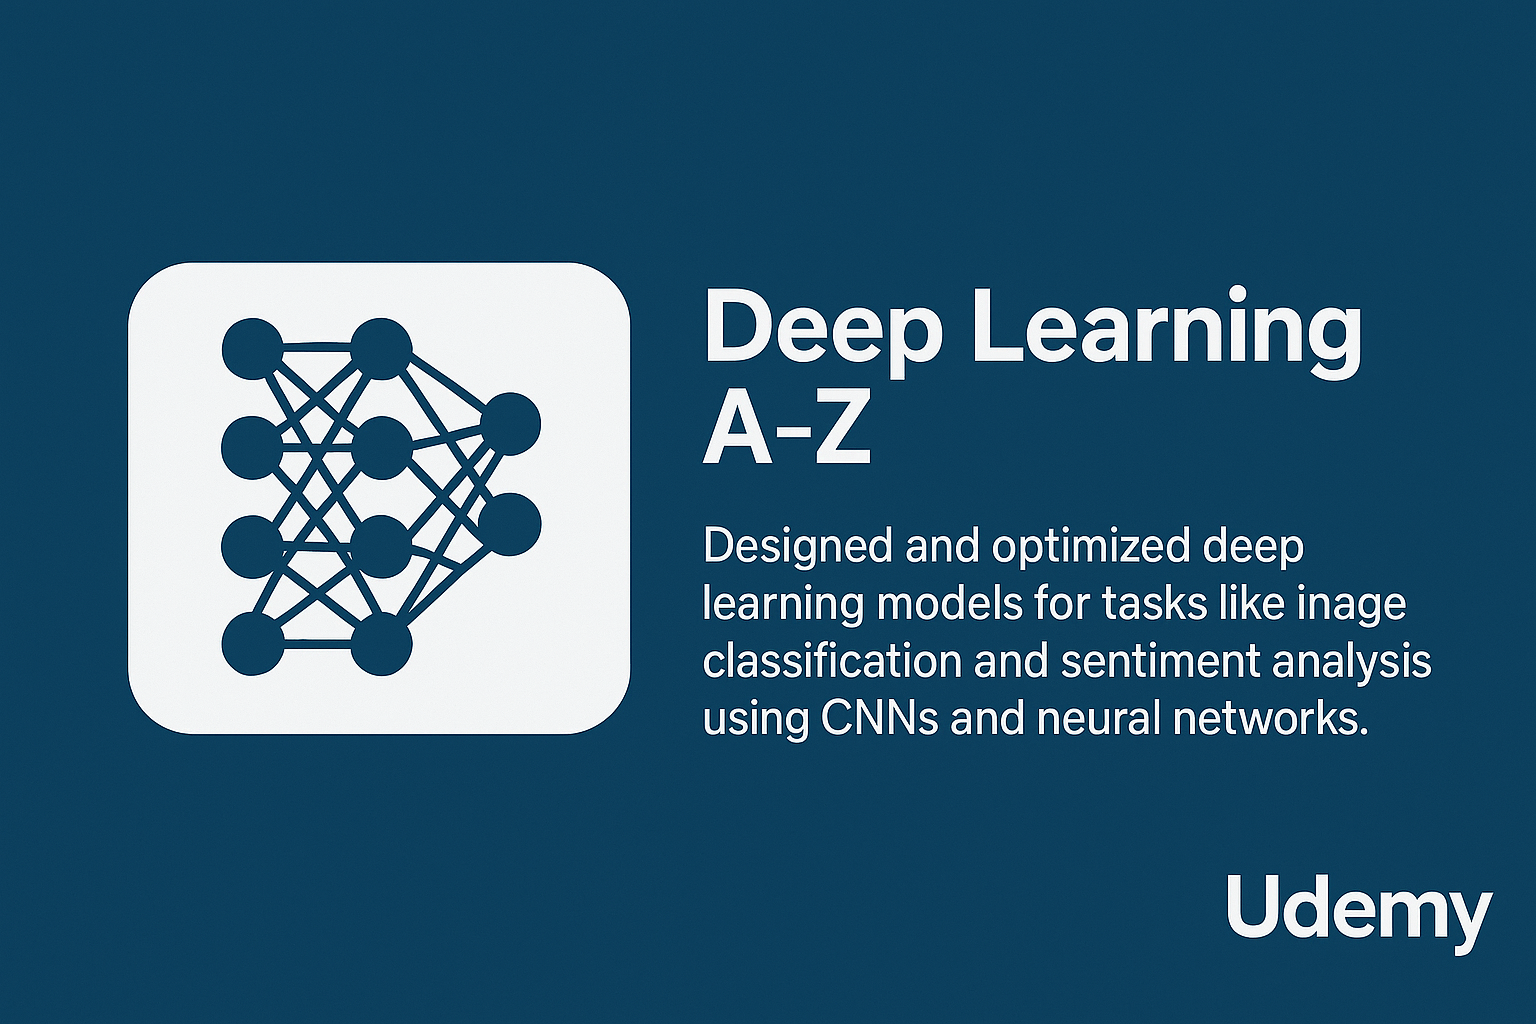 Deep Learning
A-Z
Designed and optimized deep
learning models for tasks like inage
classification and sentiment analysis
using CNNs and neural networks.
Udemy